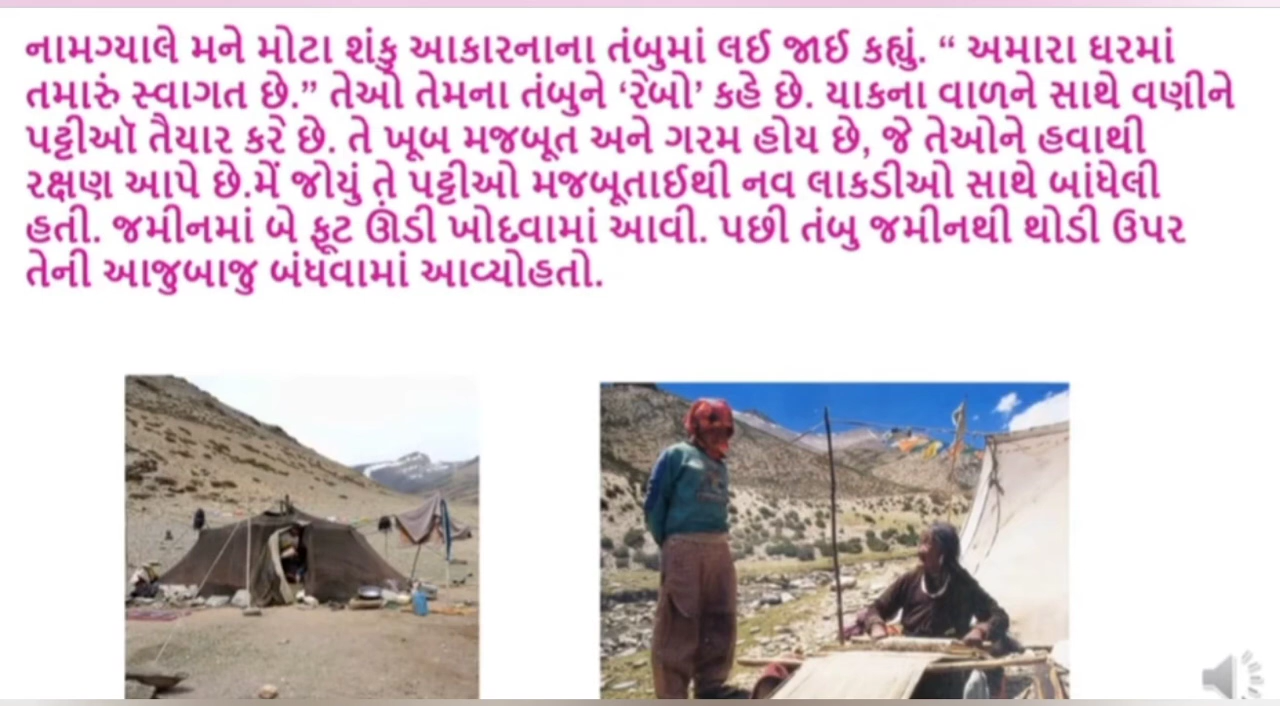 નામગ્યાલે મને મોટા શંકુ આકારનાના તંબુમાં લઈ જાઈ કહ્યું. “ અમારા ઘરમાં
તમારું સ્વાગત છે.” તેઓ તેમના તંબુને ‘રેબો’ કહે છે. યાકના વાળને સાથે વણીને
પટ્ટીઑ તૈયાર કરે છે. તે ખૂબ મજબૂત અને ગરમ હોય છે, જે તેઓને હવાથી
રક્ષણ આપે છે.મેં જોયું તે પટ્ટીઓ મજબૂતાઈથી નવ લાકડીઓ સાથે બાંધેલી
હતી. જમીનમાં બે ફૂટ ઊંડી ખોદવામાં આવી. પછી તંબુ જમીનથી થોડી ઉપર
તેની આજુબાજુ બંધવામાં આવ્યોહતો.